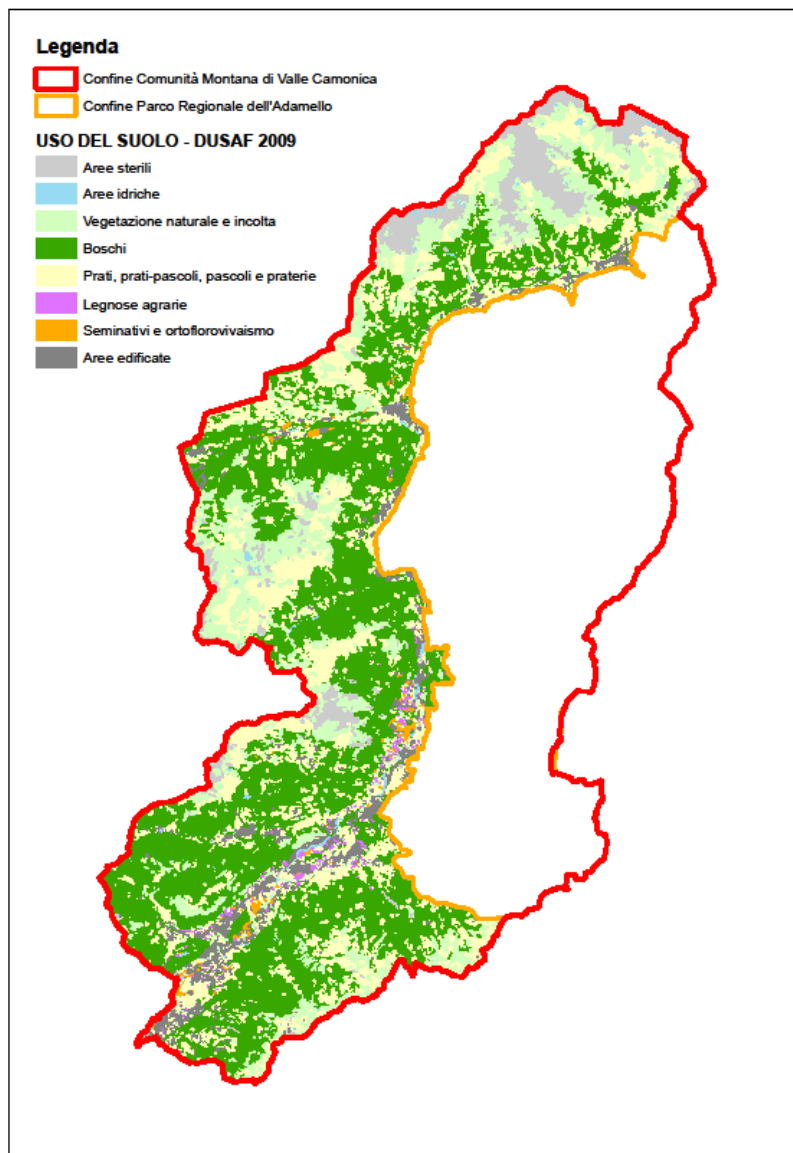 Legenda
Confine Comunità Montana di Valle Camonica
Confine Parco Regionale dell'Adamello
USO DEL SUOLO - DUSAF 2009
Aree sterili
Aree idriche
Vegetazione naturale e incolta
Boschi
Prati, prati-pascoli, pascoli e praterie
Legnose agrarie
Seminativi e ortoflorovivaismo
Aree edificate